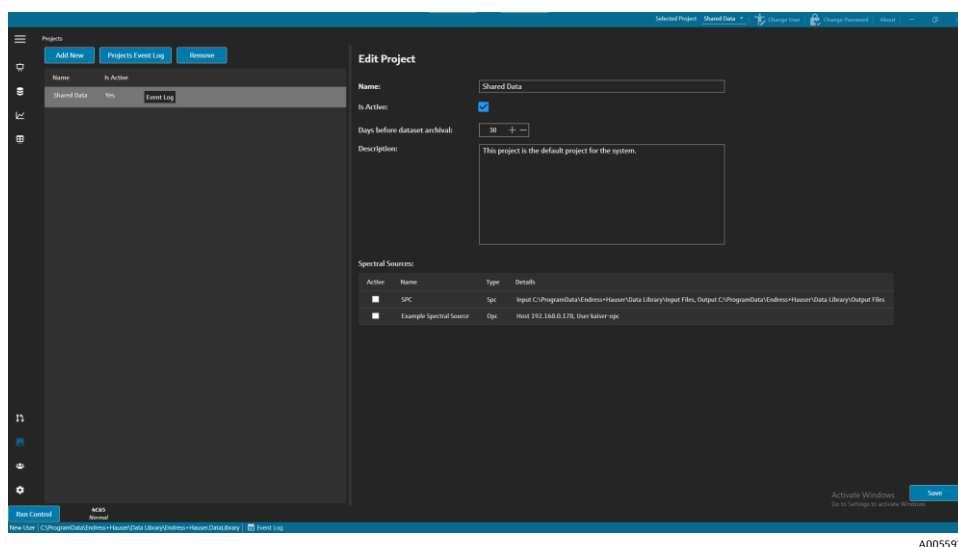 Selected Project Shared Data Change User Change Password About
Projects
Add New Projects Event Log Remove
Name Is Active
Shared Data Yes Event Log
Edit Project
Name: Shared Data
Is Active:
Days before dataset archival: 30
Description: This project is the default project for the system.
Spectral Sources:
Active Name Type Details
SPC Spc Input C:\ProgramData\Endress+Hauser\Data Library\Input Files, Output C:\ProgramData\Endress+Hauser\Data Library\Output Files
Example Spectral Source Opc Host 192.168.0.178, User kaiser-opc
Activate Windows
Go to Settings to activate Windows.
Save
Run Control
4C65
Normal
New User C:\ProgramData\Endress+Hauser\Data Library\Endress+Hauser.DataLibrary Event Log